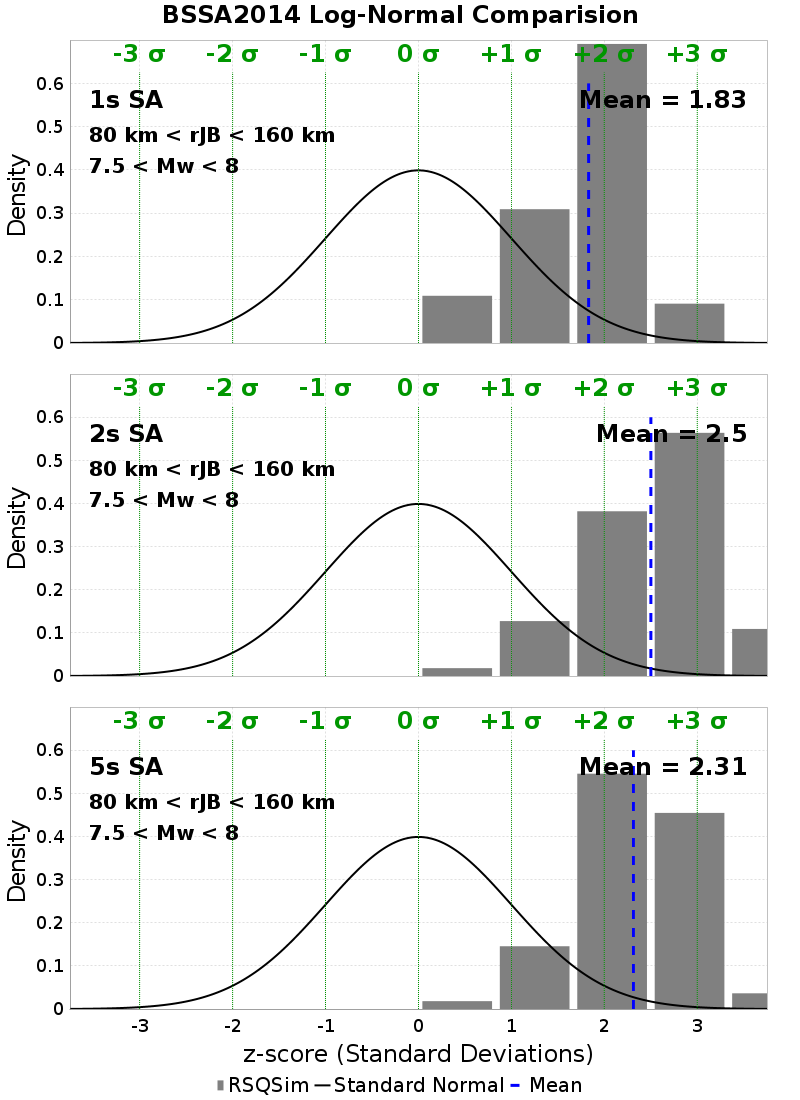 BSSA2014 Log-Normal Comparision
-3 σ -2 σ -1 σ 0 σ +1 σ +2 σ +3 σ
1s SA
Mean = 1.83
80 km < rJB < 160 km
7.5 < Mw < 8
0.6
0.5
0.4
0.3
0.2
0.1
0
Density
-3 σ -2 σ -1 σ 0 σ +1 σ +2 σ +3 σ
2s SA
Mean = 2.5
80 km < rJB < 160 km
7.5 < Mw < 8
0.6
0.5
0.4
0.3
0.2
0.1
0
Density
-3 σ -2 σ -1 σ 0 σ +1 σ +2 σ +3 σ
5s SA
Mean = 2.31
80 km < rJB < 160 km
7.5 < Mw < 8
0.6
0.5
0.4
0.3
0.2
0.1
0
Density
-3 -2 -1 0 1 2 3
z-score (Standard Deviations)
RSQSim Standard Normal Mean